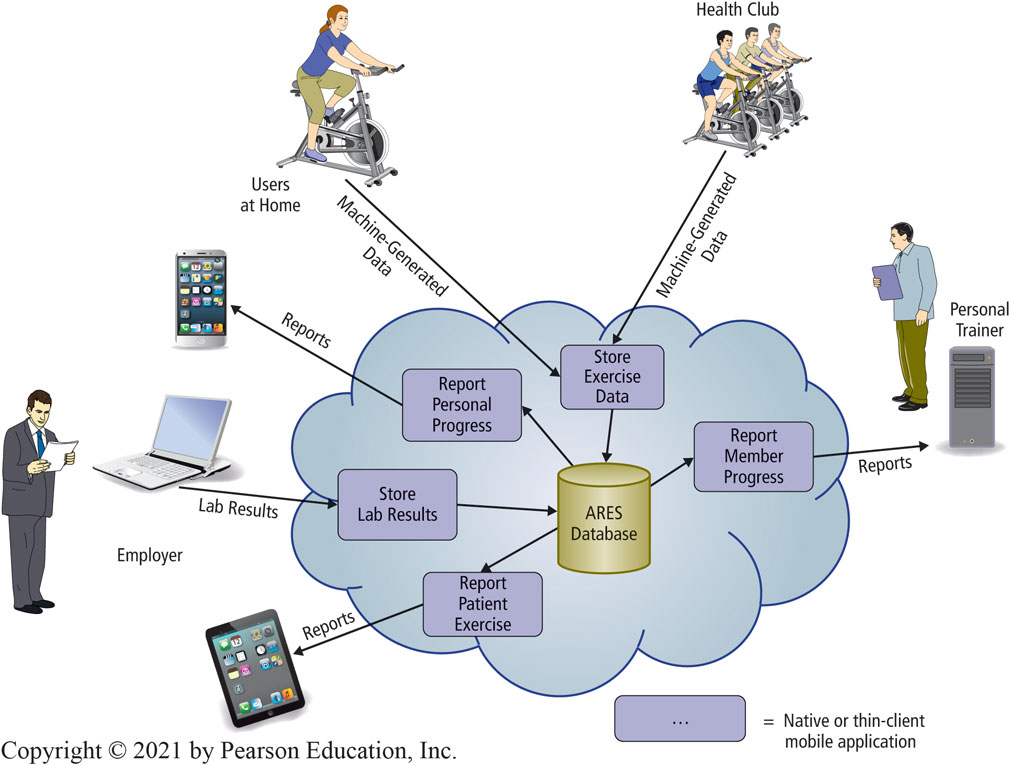 Health Club
Users
at Home
Machine-Generated
Data
Machine-Generated
Data
Personal
Trainer
Reports
Store
Exercise
Data
Report
Personal
Progress
Report
Member
Progress
Reports
Lab Results
Store
Lab Results
ARES
Database
Employer
Report
Patient
Exercise
Reports
...
= Native or thin-client
mobile application
Copyright © 2021 by Pearson Education, Inc.